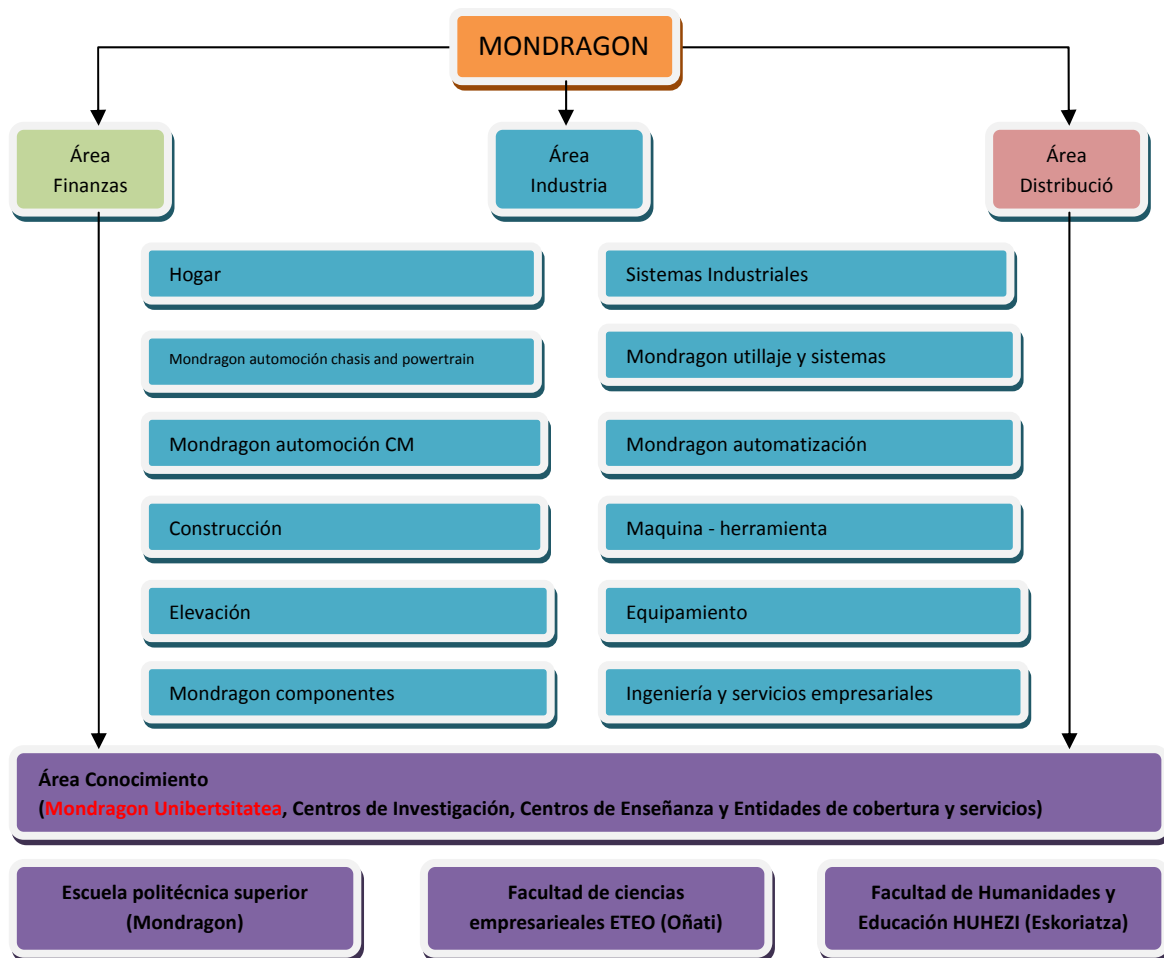 MONDRAGON
Área
Finanzas
Área
Industria
Área
Distribució
Hogar
Sistemas Industriales
Mondragon automoción chasis and powertrain
Mondragon utillaje y sistemas
Mondragon automoción CM
Mondragon automatización
Construcción
Maquina - herramienta
Elevación
Equipamiento
Mondragon componentes
Ingeniería y servicios empresariales
Área Conocimiento
(Mondragon Unibertsitatea, Centros de Investigación, Centros de Enseñanza y Entidades de cobertura y servicios)
Escuela politécnica superior
(Mondragon)
Facultad de ciencias
empresarieales ETEO (Oñati)
Facultad de Humanidades y
Educación HUHEZI (Eskoriatza)